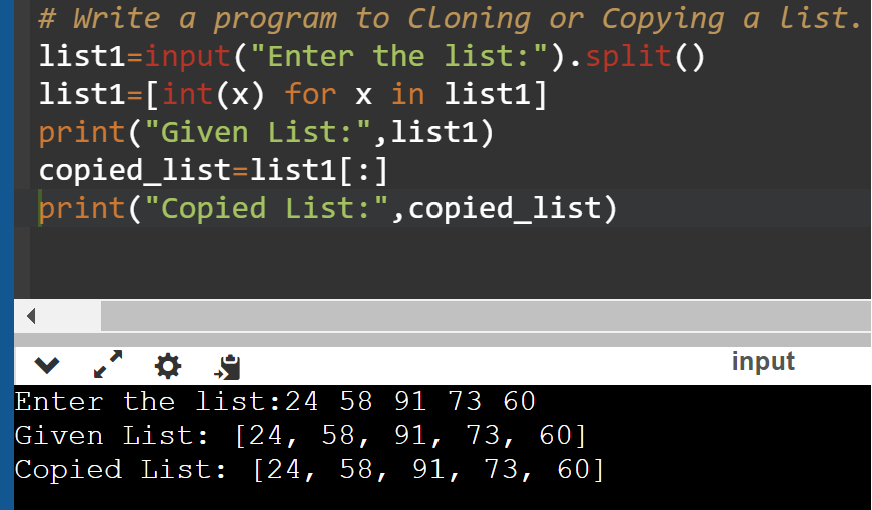 # Write a program to Cloning or Copying a list.
list1=input("Enter the list:").split()
list1=[int(x) for x in list1]
print("Given List:",list1)
copied_list=list1[:]
print("Copied List:",copied_list)
input
Enter the list:24 58 91 73 60
Given List: [24, 58, 91, 73, 60]
Copied List: [24, 58, 91, 73, 60]